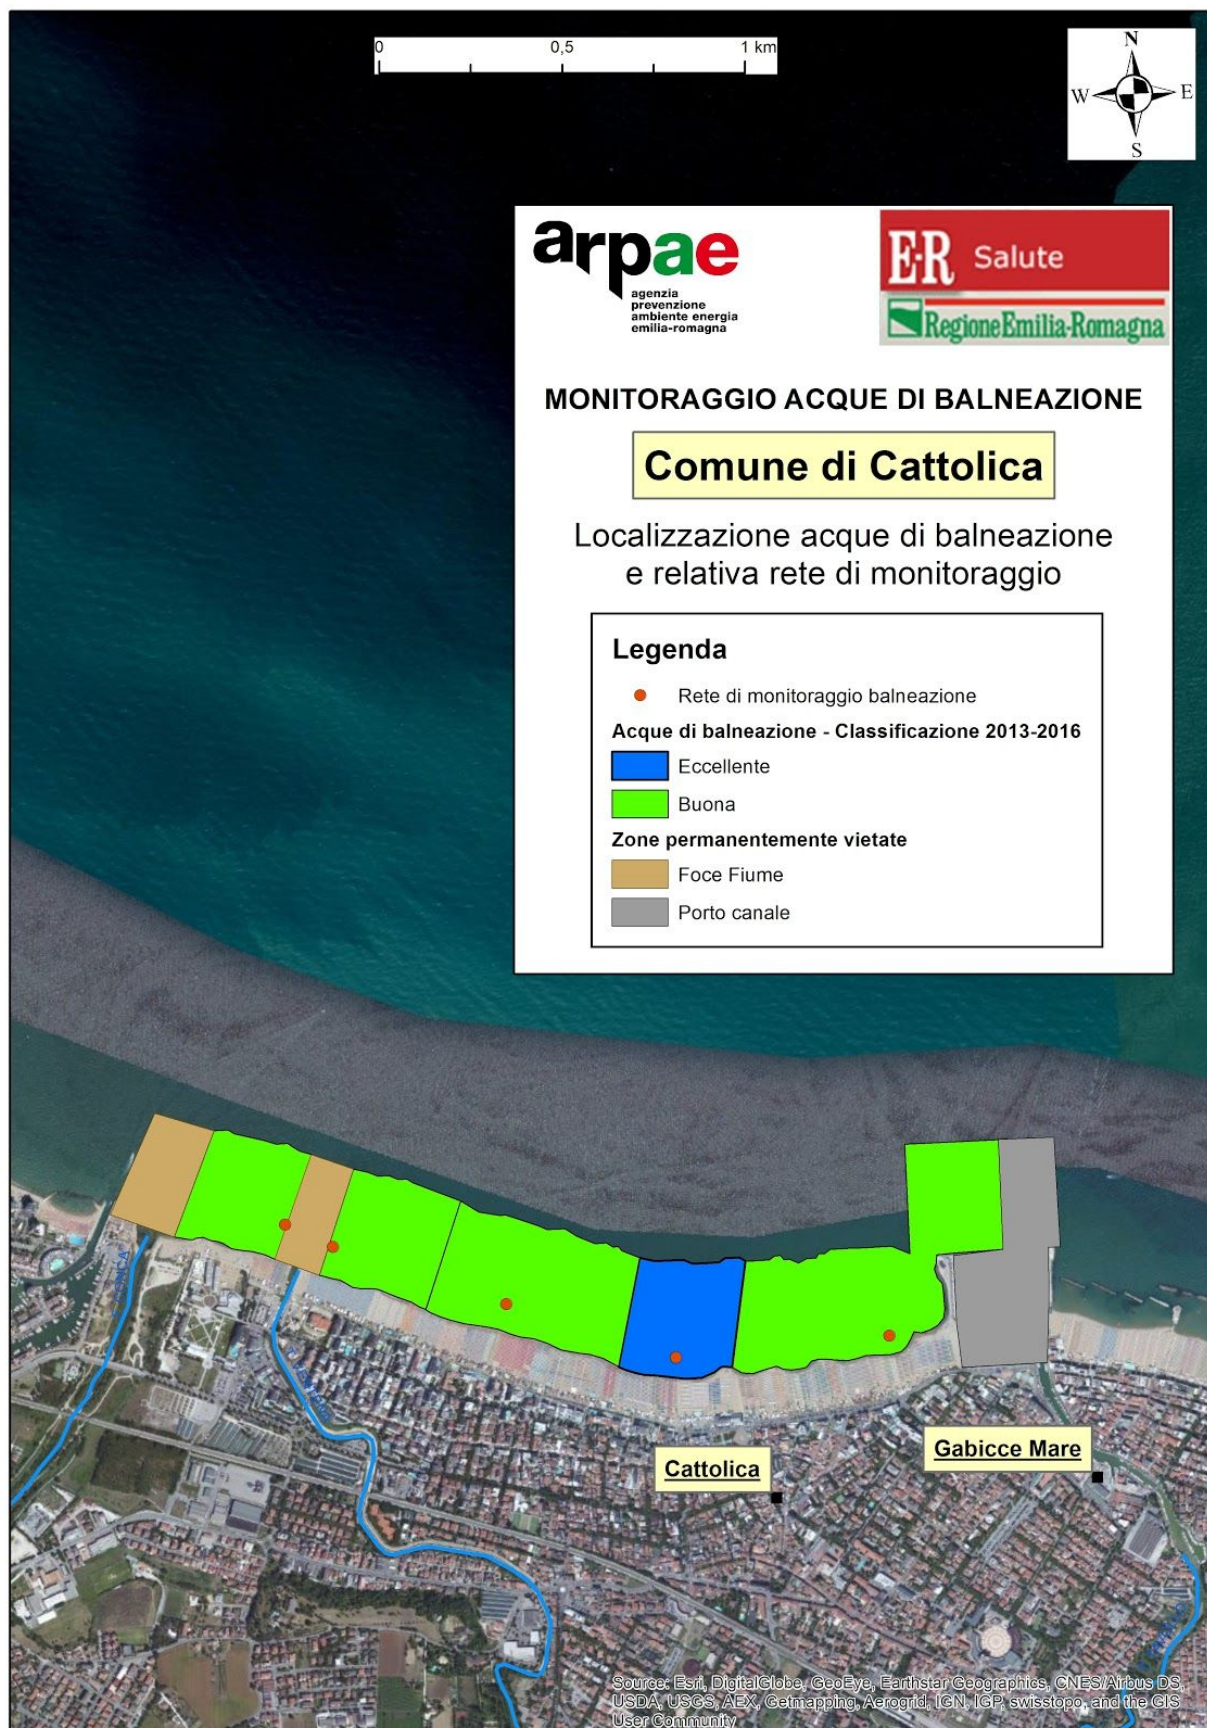 0 0,5 1 km
N
W E
S
arpae
agenzia
prevenzione
ambiente energia
emilia-romagna
E·R Salute
RegioneEmilia-Romagna
MONITORAGGIO ACQUE DI BALNEAZIONE
Comune di Cattolica
Localizzazione acque di balneazione
e relativa rete di monitoraggio
Legenda
Rete di monitoraggio balneazione
Acque di balneazione - Classificazione 2013-2016
Eccellente
Buona
Zone permanentemente vietate
Foce Fiume
Porto canale
Gabicce Mare
Cattolica
Source: Esri, DigitalGlobe, GeoEye, Earthstar Geographics, CNES/Airbus DS,
USDA, USGS, AEX, Getmapping, Aerogrid, IGN, IGP, swisstopo, and the GIS
User Community